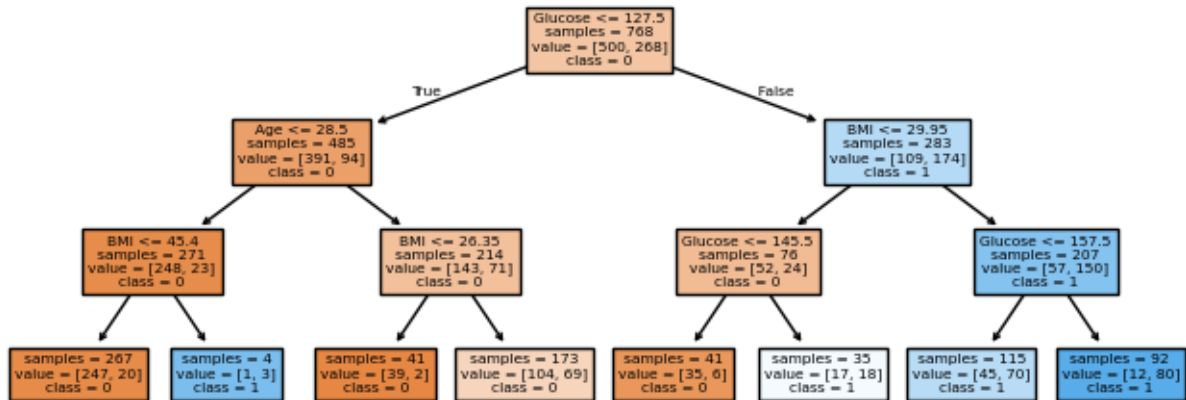 Glucose <= 127.5
samples = 768
value = [500, 268]
class = 0
True
False
Age <= 28.5
samples = 485
value = [391, 94]
class = 0
BMI <= 29.95
samples = 283
value = [109, 174]
class = 1
BMI <= 45.4
samples = 271
value = [248, 23]
class = 0
BMI <= 26.35
samples = 214
value = [143, 71]
class = 0
Glucose <= 145.5
samples = 76
value = [52, 24]
class = 0
Glucose <= 157.5
samples = 207
value = [57, 150]
class = 1
samples = 267
value = [247, 20]
class = 0
samples = 4
value = [1, 3]
class = 1
samples = 41
value = [39, 2]
class = 0
samples = 173
value = [104, 69]
class = 0
samples = 41
value = [35, 6]
class = 0
samples = 35
value = [17, 18]
class = 1
samples = 115
value = [45, 70]
class = 1
samples = 92
value = [12, 80]
class = 1